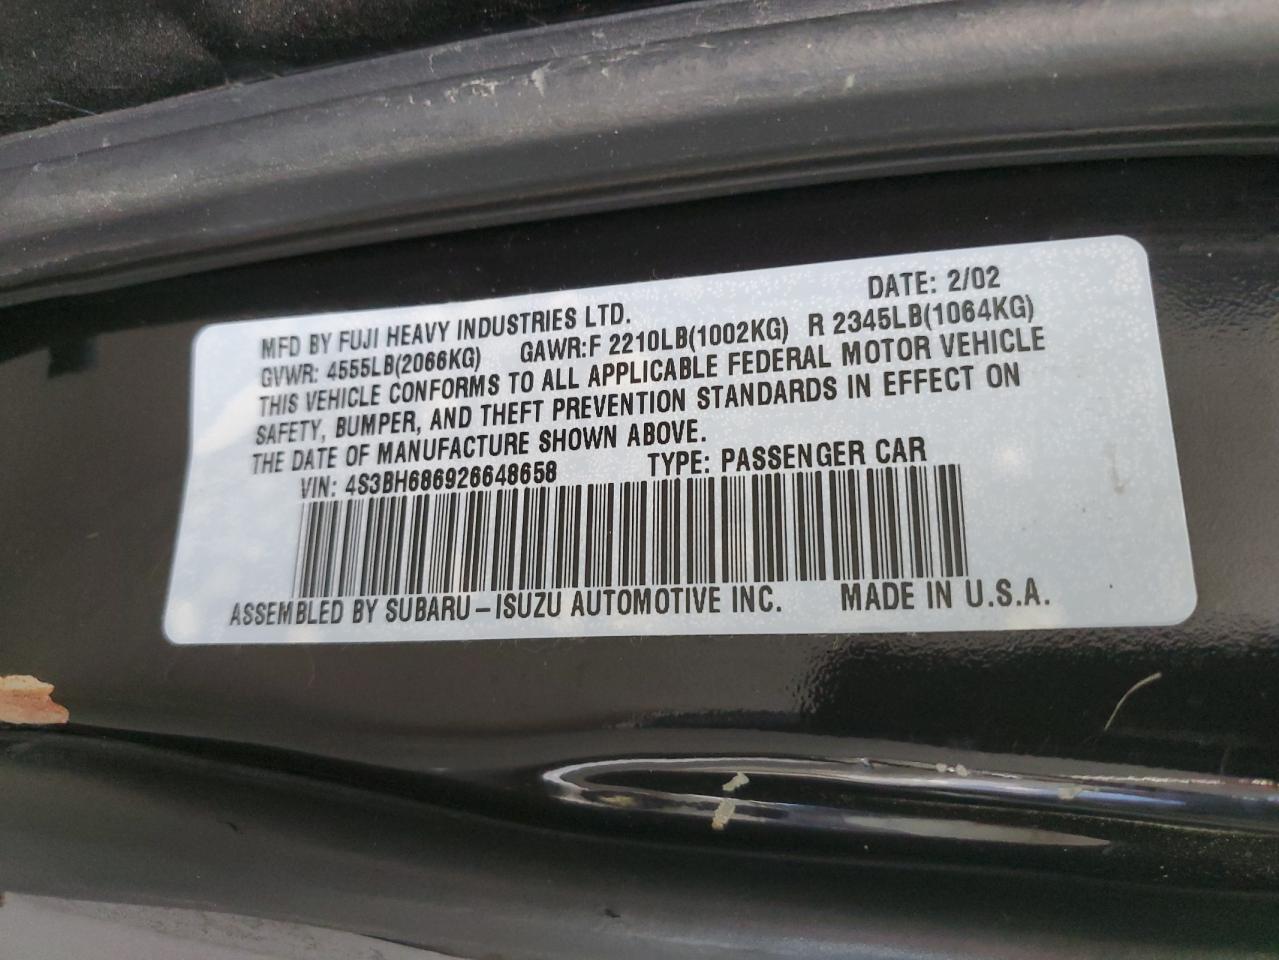 MFD BY FUJI HEAVY INDUSTRIES LTD. DATE: 2/02
GVWR: 4555LB(2066KG) GAWR:F 2210LB(1002KG) R 2345LB(1064KG)
THIS VEHICLE CONFORMS TO ALL APPLICABLE FEDERAL MOTOR VEHICLE
SAFETY, BUMPER, AND THEFT PREVENTION STANDARDS IN EFFECT ON
THE DATE OF MANUFACTURE SHOWN ABOVE.
VIN: 4S3BH686926648658 TYPE: PASSENGER CAR
ASSEMBLED BY SUBARU-ISUZU AUTOMOTIVE INC. MADE IN U.S.A.